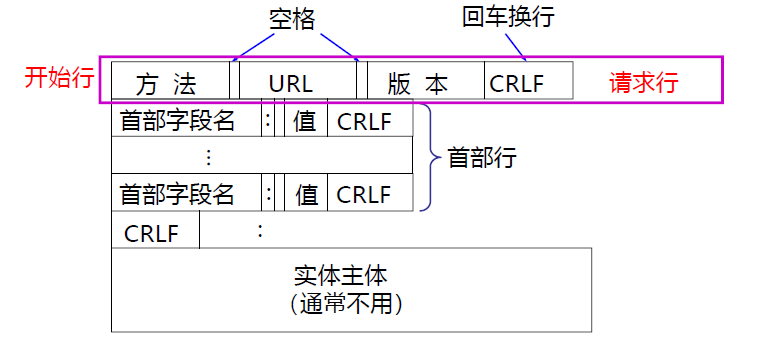 空格
回车换行
开始行
方 法
URL
版 本
CRLF
请求行
首部字段名 : 值 CRLF
⋮
首部行
首部字段名 : 值 CRLF
CRLF
:
实体主体
（通常不用）